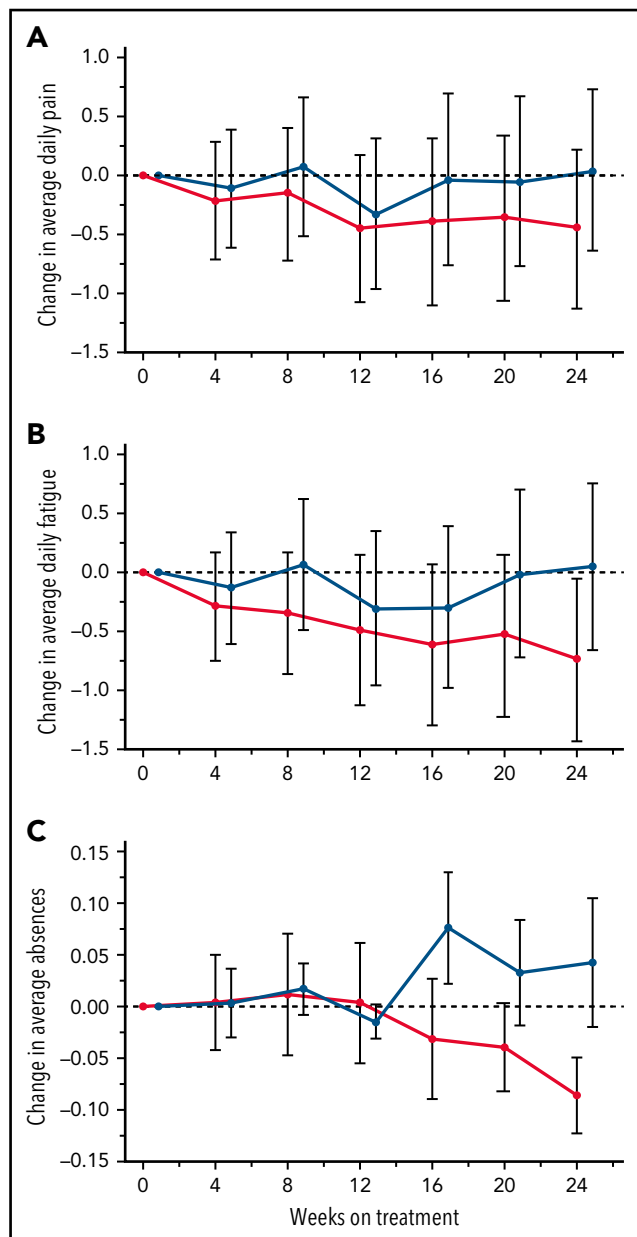 A
Change in average daily pain
1.0
0.5
0.0
–0.5
–1.0
–1.5
0 4 8 12 16 20 24
B
Change in average daily fatigue
1.0
0.5
0.0
–0.5
–1.0
–1.5
0 4 8 12 16 20 24
C
Change in average absences
0.15
0.10
0.05
0.00
–0.05
–0.10
–0.15
0 4 8 12 16 20 24
Weeks on treatment